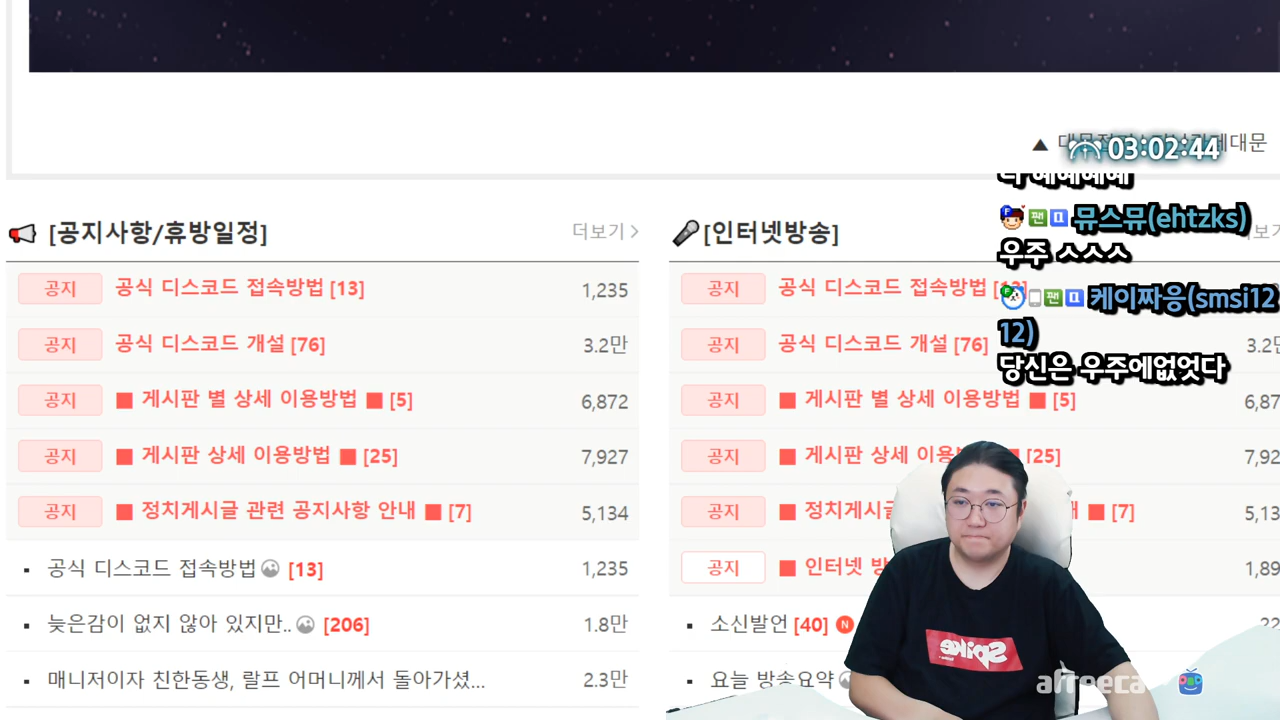 ▲
03:02:44
뮤스뮤(ehtzks)
우주 ㅅㅅㅅ
케이짜응(smsi12
12)
당신은 우주에없엇다
[공지사항/휴방일정]
더보기 >
공지 공식 디스코드 접속방법 [13] 1,235
공지 공식 디스코드 개설 [76] 3.2만
공지 ■ 게시판 별 상세 이용방법 ■ [5] 6,872
공지 ■ 게시판 상세 이용방법 ■ [25] 7,927
공지 ■ 정치게시글 관련 공지사항 안내 ■ [7] 5,134
▪ 공식 디스코드 접속방법 [13] 1,235
▪ 늦은감이 없지 않아 있지만.. [206] 1.8만
▪ 매니저이자 친한동생, 랄프 어머니께서 돌아가셨... 2.3만
[인터넷방송]
공지 공식 디스코드 접속방법
공지 공식 디스코드 개설 [76]
공지 ■ 게시판 별 상세 이용방법 ■ [5]
공지 ■ 게시판 상세 [25]
공지 ■ 정치게시글 ■ [7]
공지 ■ 인터넷
▪ 소신발언 [40] N
▪ 요늘 방송요약
Spike
afreeca